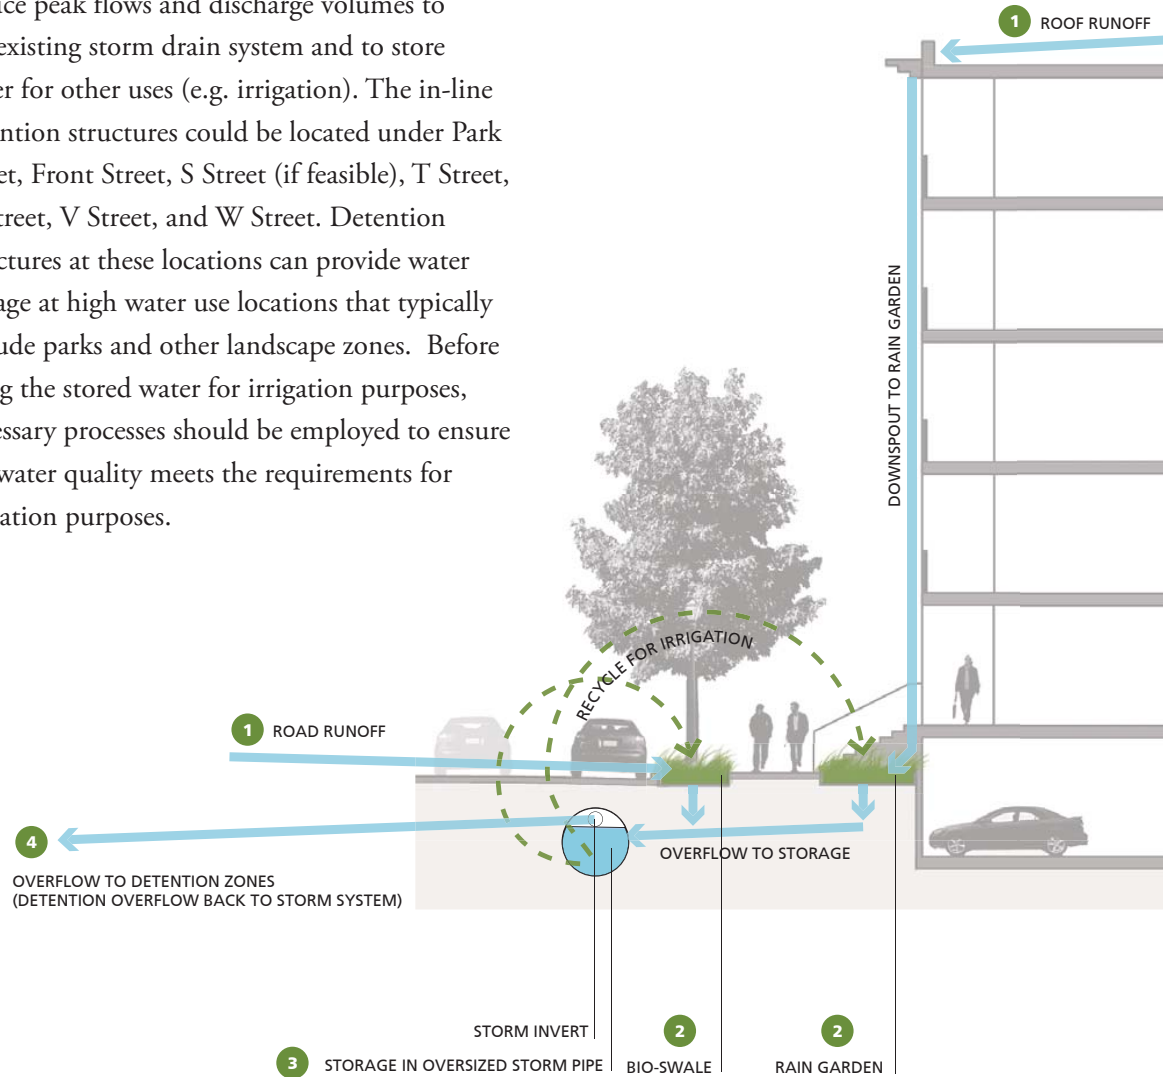 ice peak flows and discharge volumes to
existing storm drain system and to store
er for other uses (e.g. irrigation). The in-line
ntion structures could be located under Park
et, Front Street, S Street (if feasible), T Street,
treet, V Street, and W Street. Detention
ctures at these locations can provide water
age at high water use locations that typically
ude parks and other landscape zones.  Before
g the stored water for irrigation purposes,
essary processes should be employed to ensure
water quality meets the requirements for
ation purposes.
1 ROOF RUNOFF
DOWNSPOUT TO RAIN GARDEN
RECYCLE FOR IRRIGATION
1 ROAD RUNOFF
4
OVERFLOW TO DETENTION ZONES
(DETENTION OVERFLOW BACK TO STORM SYSTEM)
OVERFLOW TO STORAGE
STORM INVERT
3 STORAGE IN OVERSIZED STORM PIPE
2
BIO-SWALE
2
RAIN GARDEN